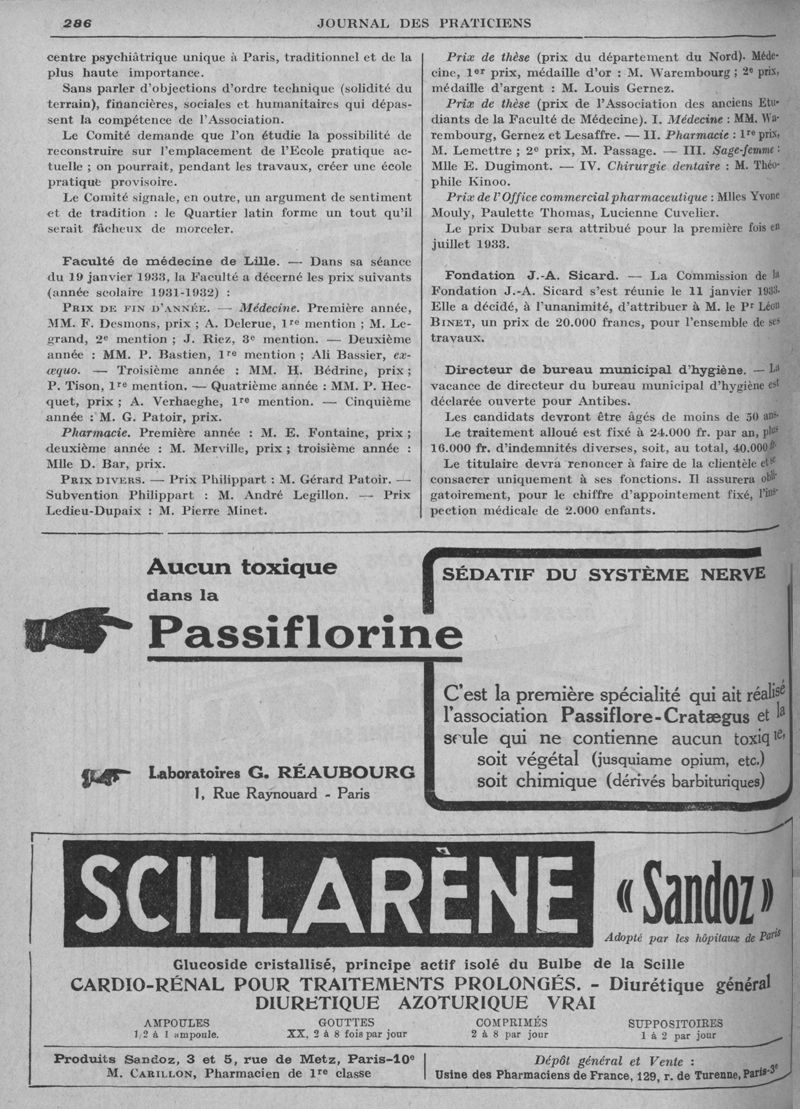 286
JOURNAL DES PRATICIENS
centre psychiâtrique unique à Paris, traditionnel et de la
plus haute importance.
Sans parler d'objections d'ordre technique (solidité du
terrain), financières, sociales et humanitaires qui dépas-
sent la compétence de l'Association.
Le Comité demande que l'on étudie la possibilité de
reconstruire sur l'emplacement de l'Ecole pratique ac-
tuelle ; on pourrait, pendant les travaux, créer une école
pratique provisoire.
Le Comité signale, en outre, un argument de sentiment
et de tradition : le Quartier latin forme un tout qu'il
serait fâcheux de morceler.
Faculté de médecine de Lille. — Dans sa séance
du 19 janvier 1933, la Faculté a décerné les prix suivants
(année scolaire 1931-1932) :
PRIX DE FIN D'ANNÉE. — Médecine. Première année,
MM. F. Desmons, prix ; A. Delerue, 1re mention ; M. Le-
grand, 2e mention ; J. Riez, 3e mention. — Deuxième
année : MM. P. Bastien, 1re mention ; Ali Bassier, ex-
æquo. — Troisième année : MM. H. Bédrine, prix ;
P. Tison, 1re mention. — Quatrième année : MM. P. Hec-
quet, prix ; A. Verhaeghe, 1re mention. — Cinquième
année : M. G. Patoir, prix.
Pharmacie. Première année : M. E. Fontaine, prix ;
deuxième année : M. Merville, prix ; troisième année :
Mlle D. Bar, prix.
PRIX DIVERS. — Prix Philippart : M. Gérard Patoir. —
Subvention Philippart : M. André Legillon. — Prix
Ledieu-Dupaix : M. Pierre Minet.
Prix de thèse (prix du département du Nord). Méde-
cine, 1er prix, médaille d'or : M. Warembourg ; 2e prix,
médaille d'argent : M. Louis Gernez.
Prix de thèse (prix de l'Association des anciens Etu-
diants de la Faculté de Médecine). I. Médecine : MM. Wa-
rembourg, Gernez et Lesaffre. — II. Pharmacie : 1re prix,
M. Lemettre ; 2e prix, M. Passage. — III. Sage-femme :
Mlle E. Dugimont. — IV. Chirurgie dentaire : M. Théo-
phile Kinoo.
Prix de l'Office commercial pharmaceutique : Mlles Yvone
Mouly, Paulette Thomas, Lucienne Cuvelier.
Le prix Dubar sera attribué pour la première fois en
juillet 1933.
Fondation J.-A. Sicard. — La Commission de la
Fondation J.-A. Sicard s'est réunie le 11 janvier 1933.
Elle a décidé, à l'unanimité, d'attribuer à M. le Pr Léon
BINET, un prix de 20.000 francs, pour l'ensemble de ses
travaux.
Directeur de bureau municipal d'hygiène. — La
vacance de directeur du bureau municipal d'hygiène est
déclarée ouverte pour Antibes.
Les candidats devront être âgés de moins de 50 ans.
Le traitement alloué est fixé à 24.000 fr. par an, plus
16.000 fr. d'indemnités diverses, soit, au total, 40.000 fr.
Le titulaire devra renoncer à faire de la clientèle et se
consacrer uniquement à ses fonctions. Il assurera obli-
gatoirement, pour le chiffre d'appointement fixé, l'ins-
pection médicale de 2.000 enfants.
Aucun toxique
dans la
Passiflorine
Laboratoires G. RÉAUBOURG
1, Rue Raynouard - Paris
SÉDATIF DU SYSTÈME NERVE
C'est la première spécialité qui ait réalisé
l'association Passiflore-Cratægus et la
seule qui ne contienne aucun toxique,
soit végétal (jusquiame opium, etc.)
soit chimique (dérivés barbituriques)
SCILLARÈNE
« Sandoz »
Adopté par les hôpitaux de Paris
Glucoside cristallisé, principe actif isolé du Bulbe de la Scille
CARDIO-RÉNAL POUR TRAITEMENTS PROLONGÉS. - Diurétique général
DIURETIQUE AZOTURIQUE VRAI
AMPOULES
1/2 à 1 ampoule.
GOUTTES
XX, 2 à 8 fois par jour
COMPRIMÉS
2 à 8 par jour
SUPPOSITOIRES
1 à 2 par jour
Produits Sandoz, 3 et 5, rue de Metz, Paris-10e
M. CARILLON, Pharmacien de 1re classe
Dépôt général et Vente :
Usine des Pharmaciens de France, 129, r. de Turenne, Paris-3e